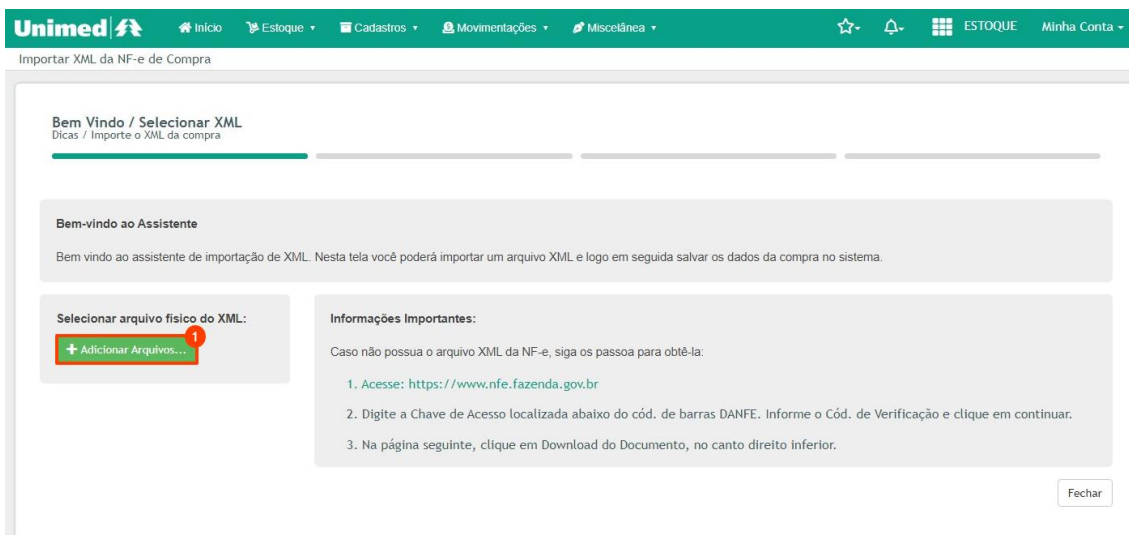 Unimed Início Estoque Cadastros Movimentações Miscelânea ESTOQUE Minha Conta
Importar XML da NF-e de Compra
Bem Vindo / Selecionar XML
Dicas / Importe o XML da compra
Bem-vindo ao Assistente
Bem vindo ao assistente de importação de XML. Nesta tela você poderá importar um arquivo XML e logo em seguida salvar os dados da compra no sistema.
Selecionar arquivo fisico do XML:
1
+ Adicionar Arquivos...
Informações Importantes:
Caso não possua o arquivo XML da NF-e, siga os passoa para obtê-la:
1. Acesse: https://www.nfe.fazenda.gov.br
2. Digite a Chave de Acesso localizada abaixo do cód. de barras DANFE. Informe o Cód. de Verificação e clique em continuar.
3. Na página seguinte, clique em Download do Documento, no canto direito inferior.
Fechar